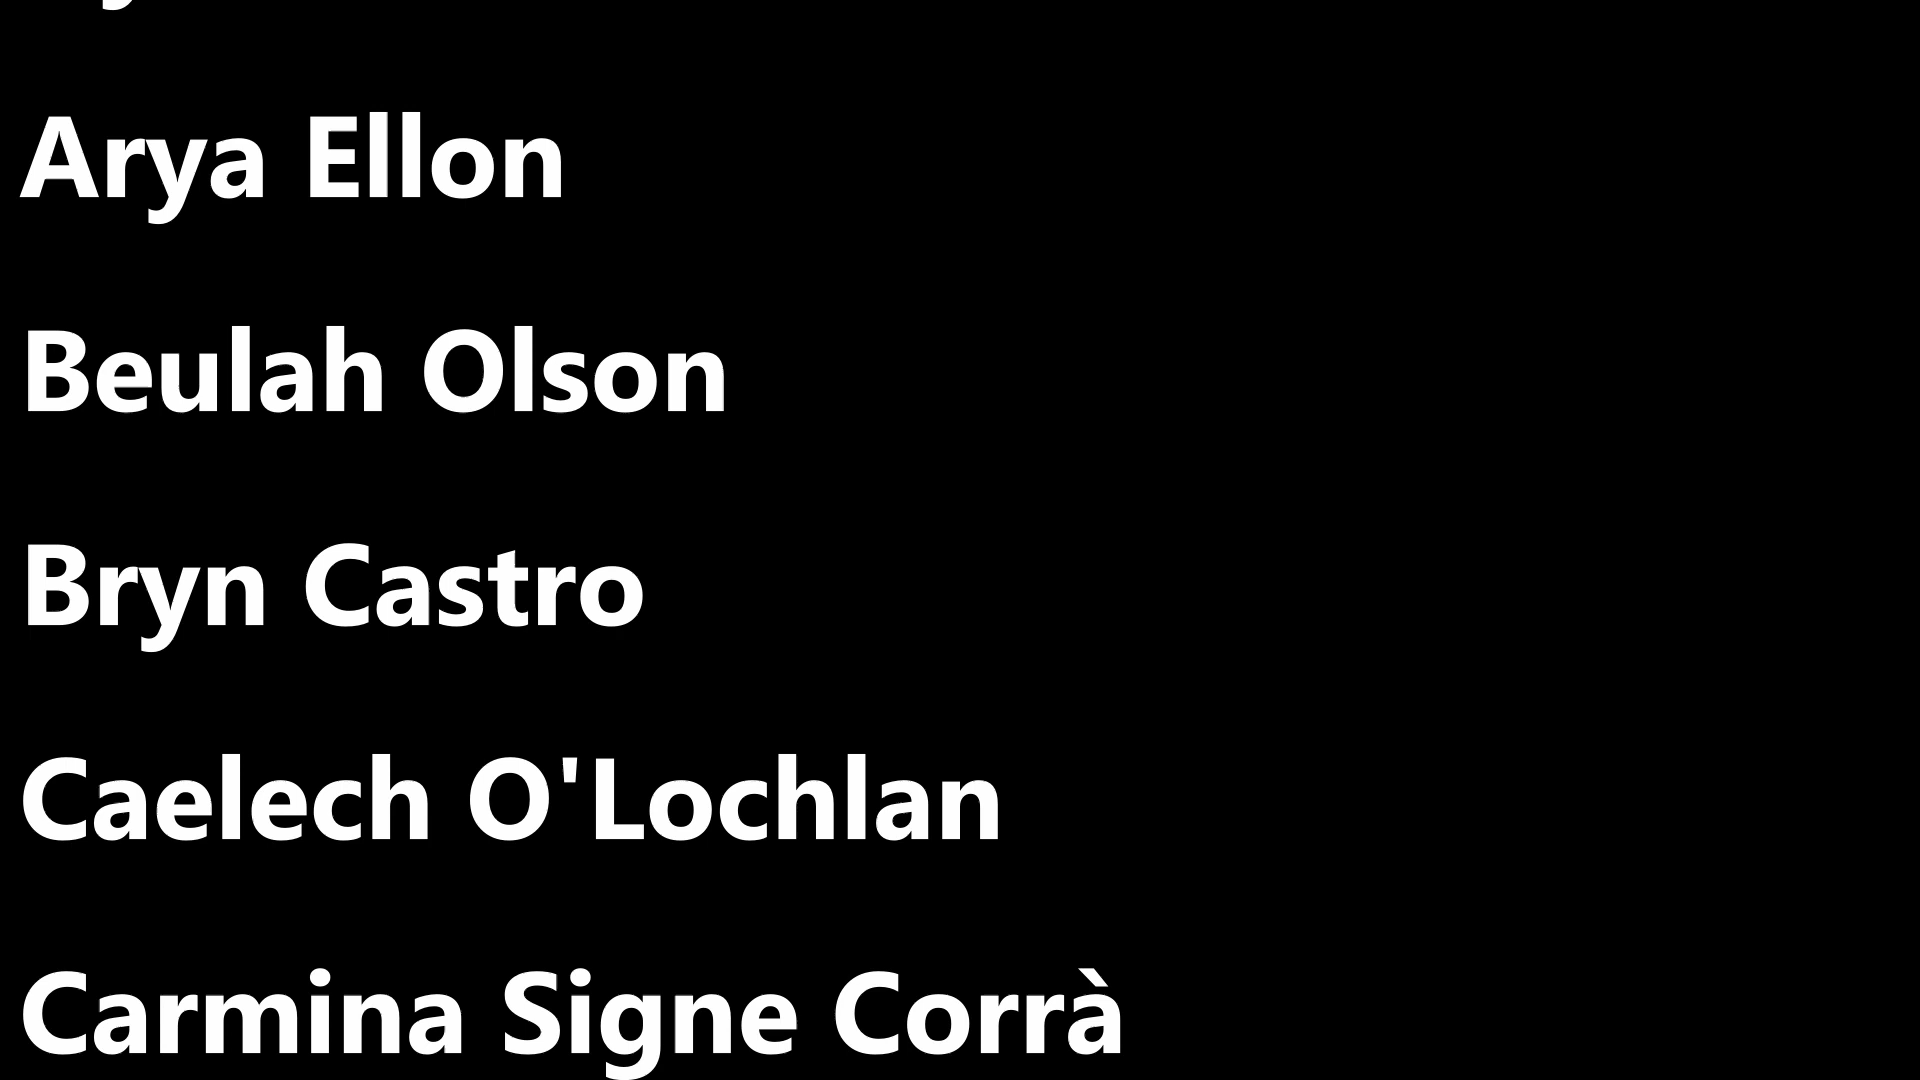 Arya Ellon
Beulah Olson
Bryn Castro
Caelech O'Lochlan
Carmina Signe Corrà